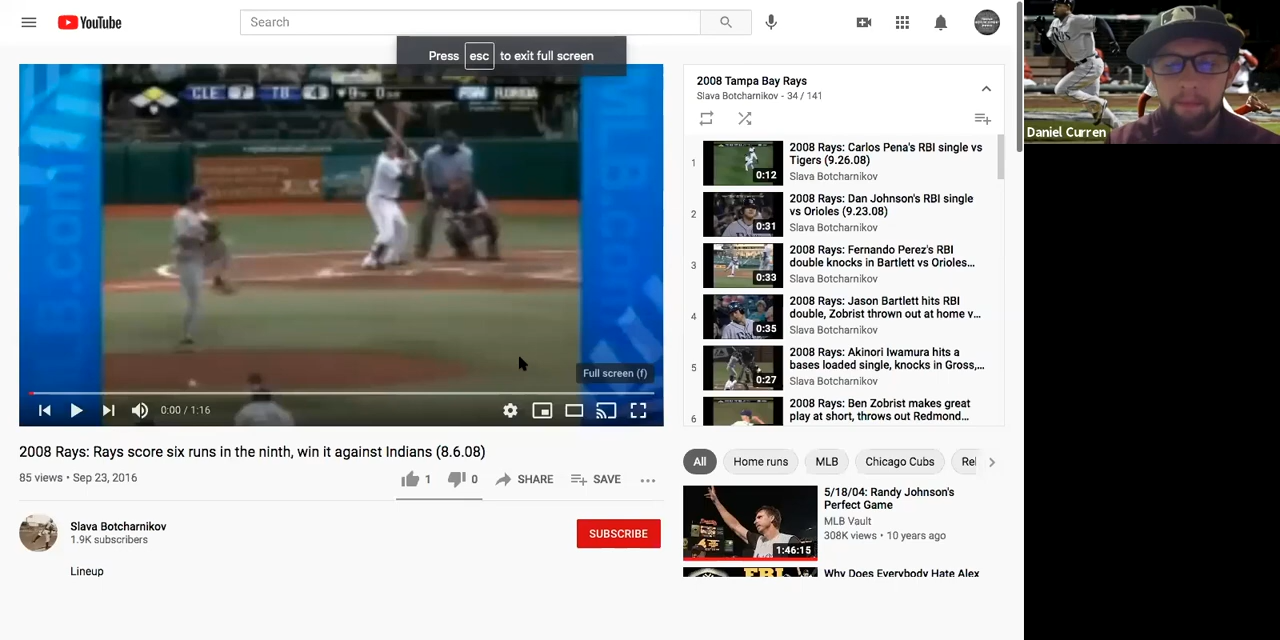 YouTube
Search
Press esc to exit full screen
CLE 7 TB 4 9th 0
FLORIDA
MLB.com
Full screen (f)
0:00 / 1:16
2008 Rays: Rays score six runs in the ninth, win it against Indians (8.6.08)
85 views • Sep 23, 2016
1
0
SHARE
SAVE
Slava Botcharnikov
1.9K subscribers
SUBSCRIBE
Lineup
2008 Tampa Bay Rays
Slava Botcharnikov - 34 / 141
1
0:12
2008 Rays: Carlos Pena's RBI single vs
Tigers (9.26.08)
Slava Botcharnikov
2
0:31
2008 Rays: Dan Johnson's RBI single
vs Orioles (9.23.08)
Slava Botcharnikov
3
0:33
2008 Rays: Fernando Perez's RBI
double knocks in Bartlett vs Orioles...
Slava Botcharnikov
4
0:35
2008 Rays: Jason Bartlett hits RBI
double, Zobrist thrown out at home v...
Slava Botcharnikov
5
0:27
2008 Rays: Akinori Iwamura hits a
bases loaded single, knocks in Gross,...
Slava Botcharnikov
6
2008 Rays: Ben Zobrist makes great
play at short, throws out Redmond...
All
Home runs
MLB
Chicago Cubs
Rel
1:46:15
5/18/04: Randy Johnson's
Perfect Game
MLB Vault
308K views • 10 years ago
Why Does Everybody Hate Alex
Daniel Curren